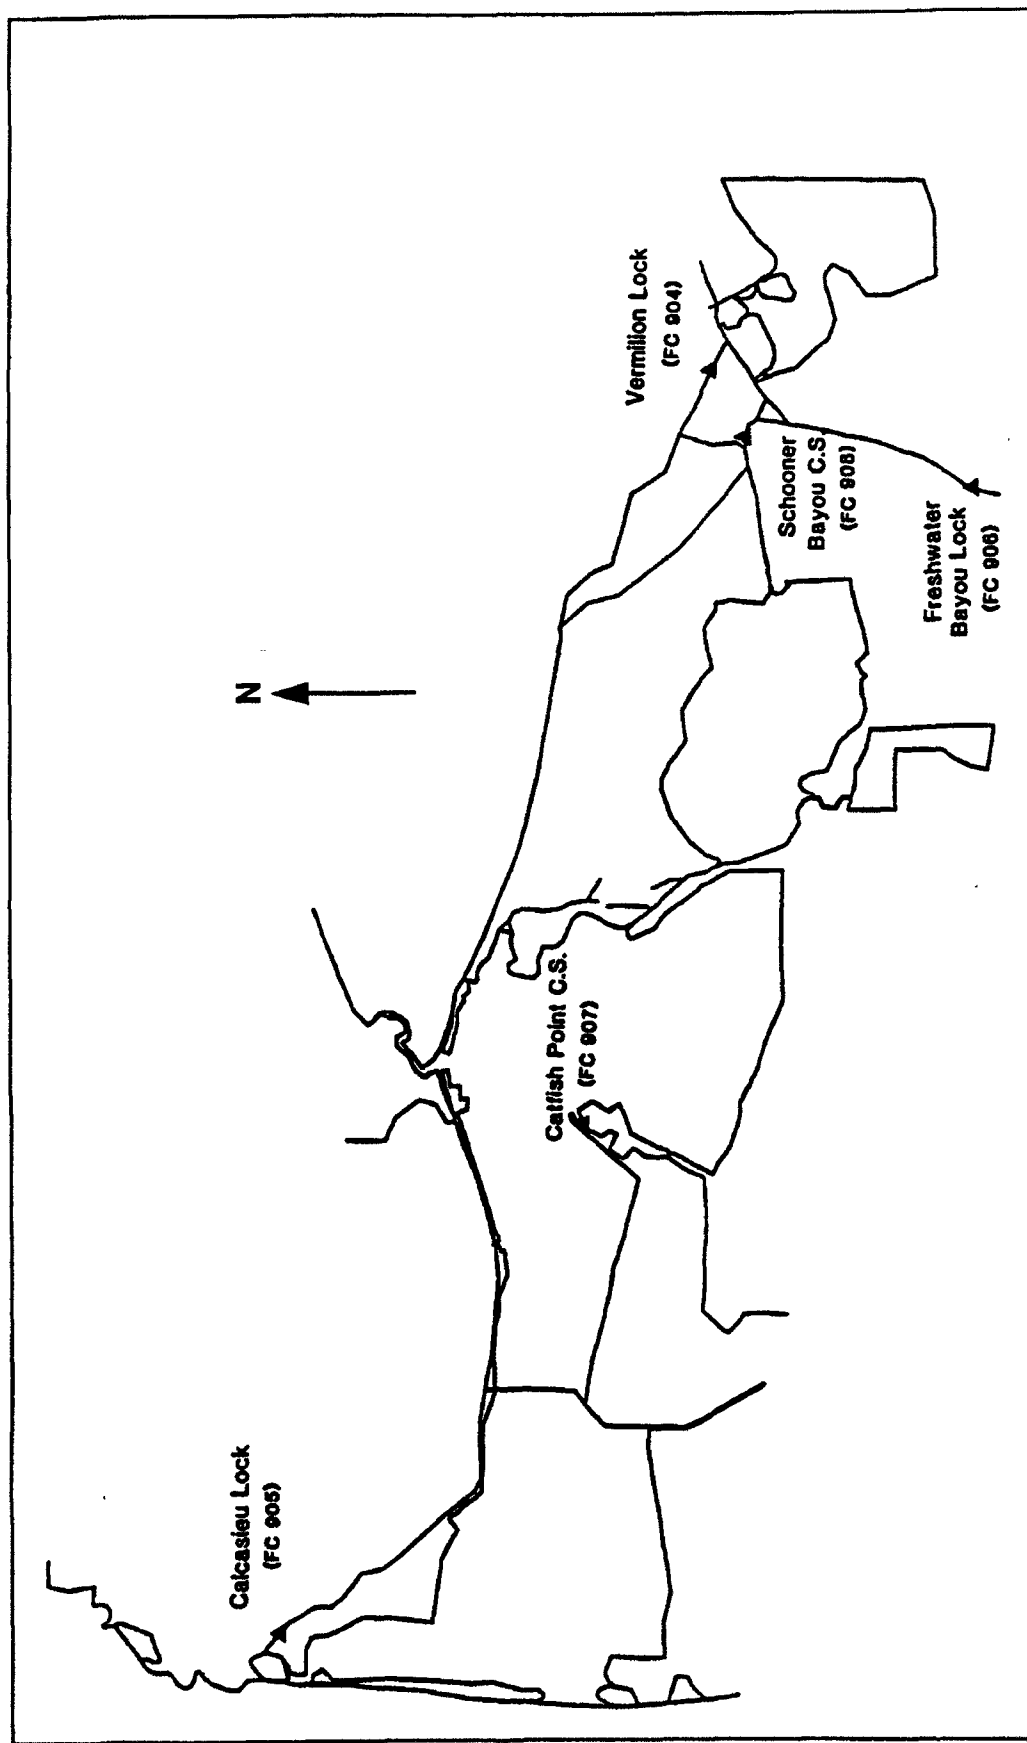 Calcasieu Lock
(FC 905)
N
Catfish Point C.S.
(FC 907)
Vermilion Lock
(FC 904)
Schooner
Bayou C.S.
(FC 908)
Freshwater
Bayou Lock
(FC 906)